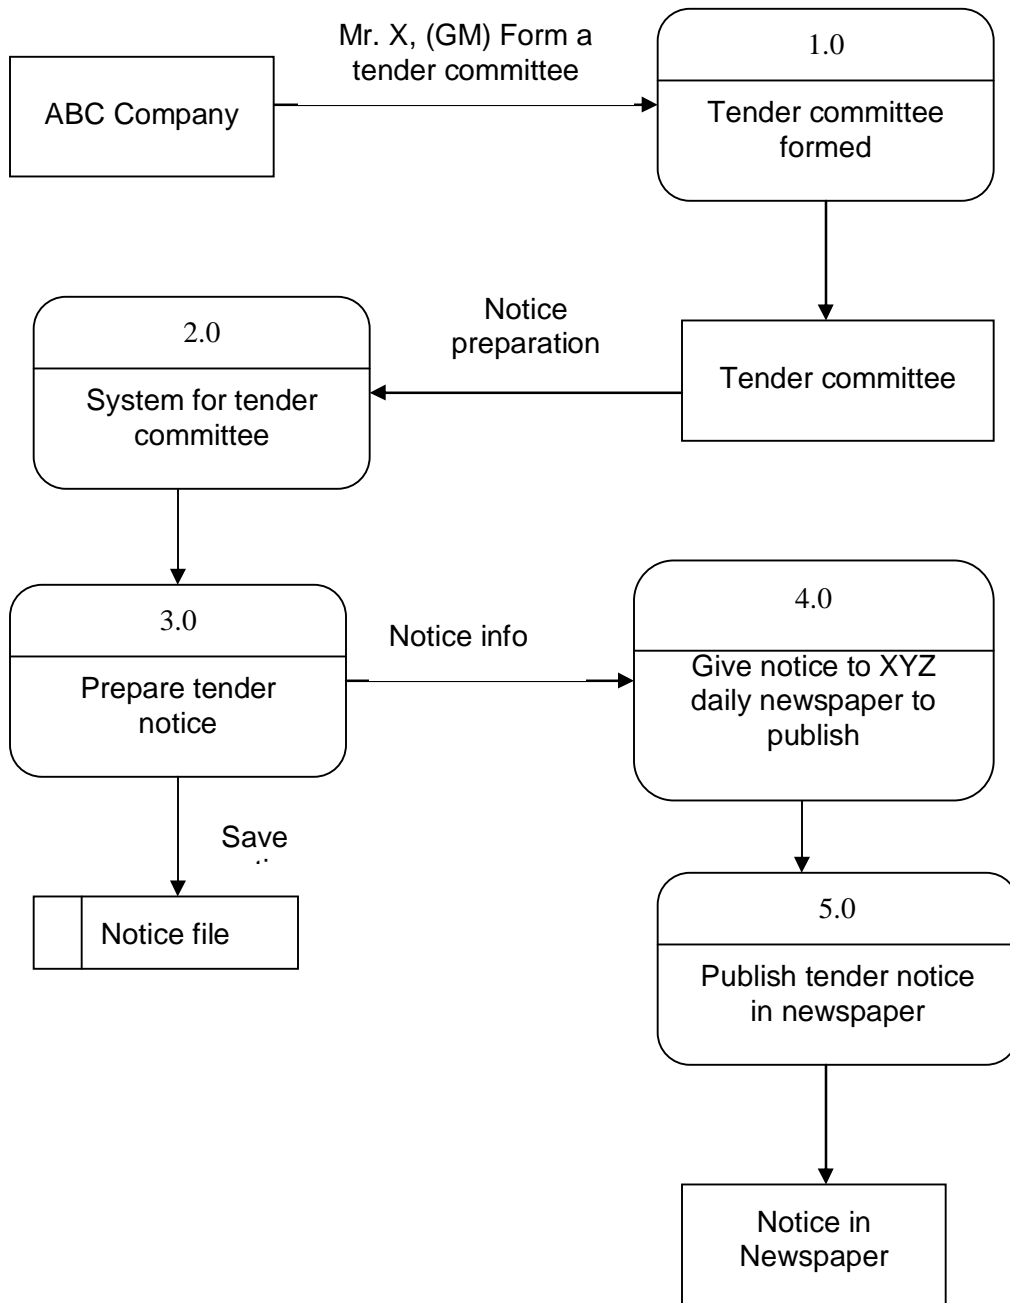 Mr. X, (GM) Form a
tender committee
1.0
ABC Company
Tender committee
formed
2.0
Notice
preparation
Tender committee
System for tender
committee
3.0
Notice info
4.0
Prepare tender
notice
Give notice to XYZ
daily newspaper to
publish
Save
Notice file
5.0
Publish tender notice
in newspaper
Notice in
Newspaper